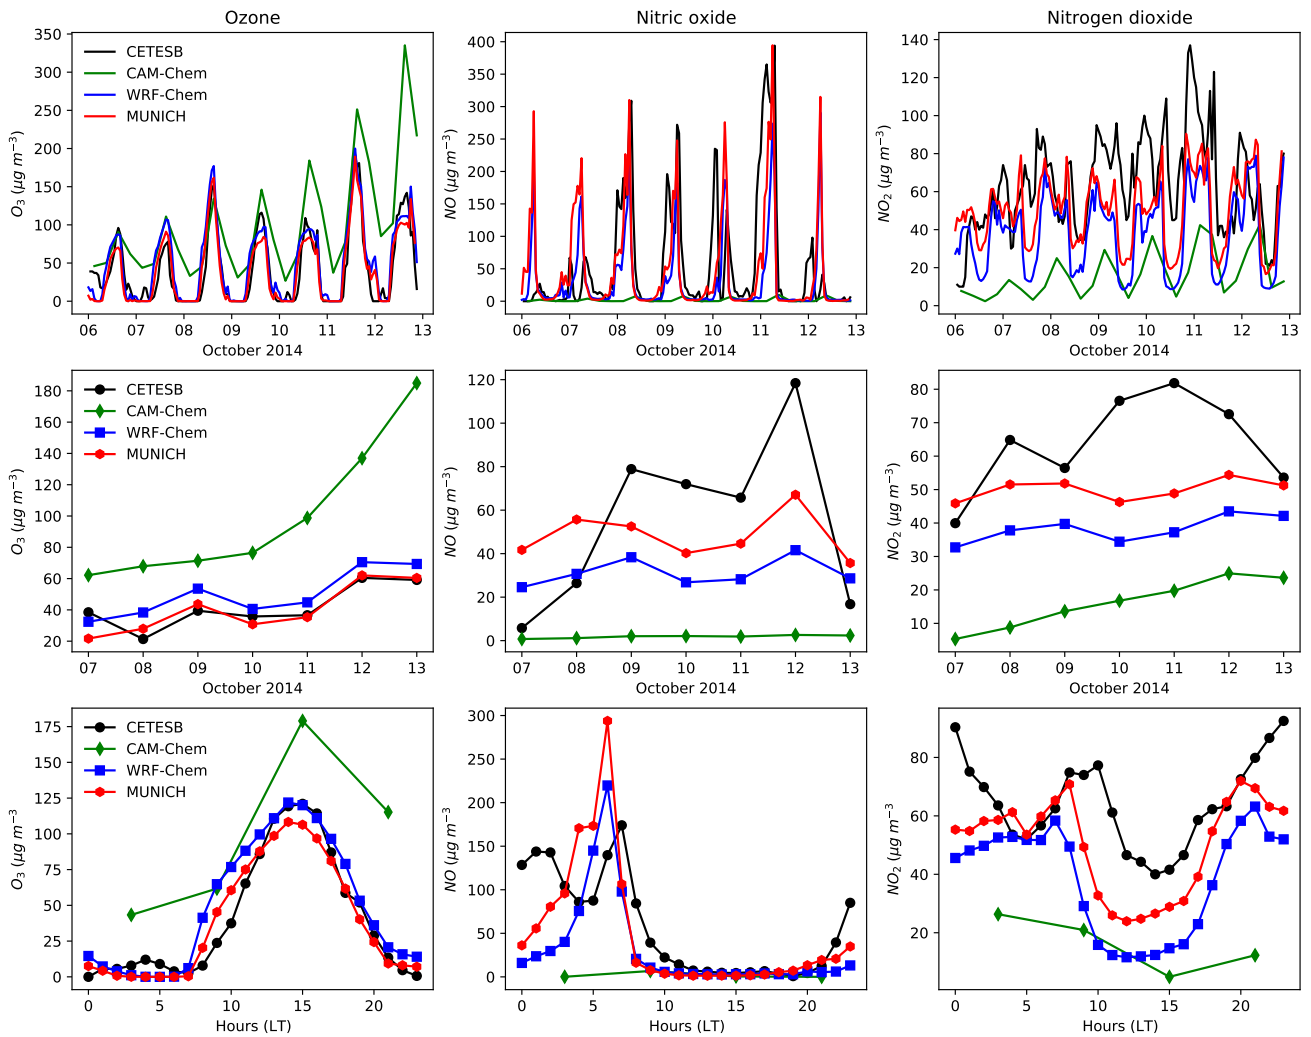 Ozone
Nitric oxide
Nitrogen dioxide
350
300
250
200
150
100
50
0
O₃ (µg m⁻³)
CETESB
CAM-Chem
WRF-Chem
MUNICH
06 07 08 09 10 11 12 13
October 2014
400
350
300
250
200
150
100
50
0
NO (µg m⁻³)
06 07 08 09 10 11 12 13
October 2014
140
120
100
80
60
40
20
0
NO₂ (µg m⁻³)
06 07 08 09 10 11 12 13
October 2014
180
160
140
120
100
80
60
40
20
O₃ (µg m⁻³)
CETESB
CAM-Chem
WRF-Chem
MUNICH
07 08 09 10 11 12 13
October 2014
120
100
80
60
40
20
0
NO (µg m⁻³)
07 08 09 10 11 12 13
October 2014
80
70
60
50
40
30
20
10
NO₂ (µg m⁻³)
07 08 09 10 11 12 13
October 2014
175
150
125
100
75
50
25
0
O₃ (µg m⁻³)
CETESB
CAM-Chem
WRF-Chem
MUNICH
0 5 10 15 20
Hours (LT)
300
250
200
150
100
50
0
NO (µg m⁻³
0 5 10 15 20
Hours (LT)
80
60
40
20
NO₂ (µg m⁻³
0 5 10 15 20
Hours (LT)